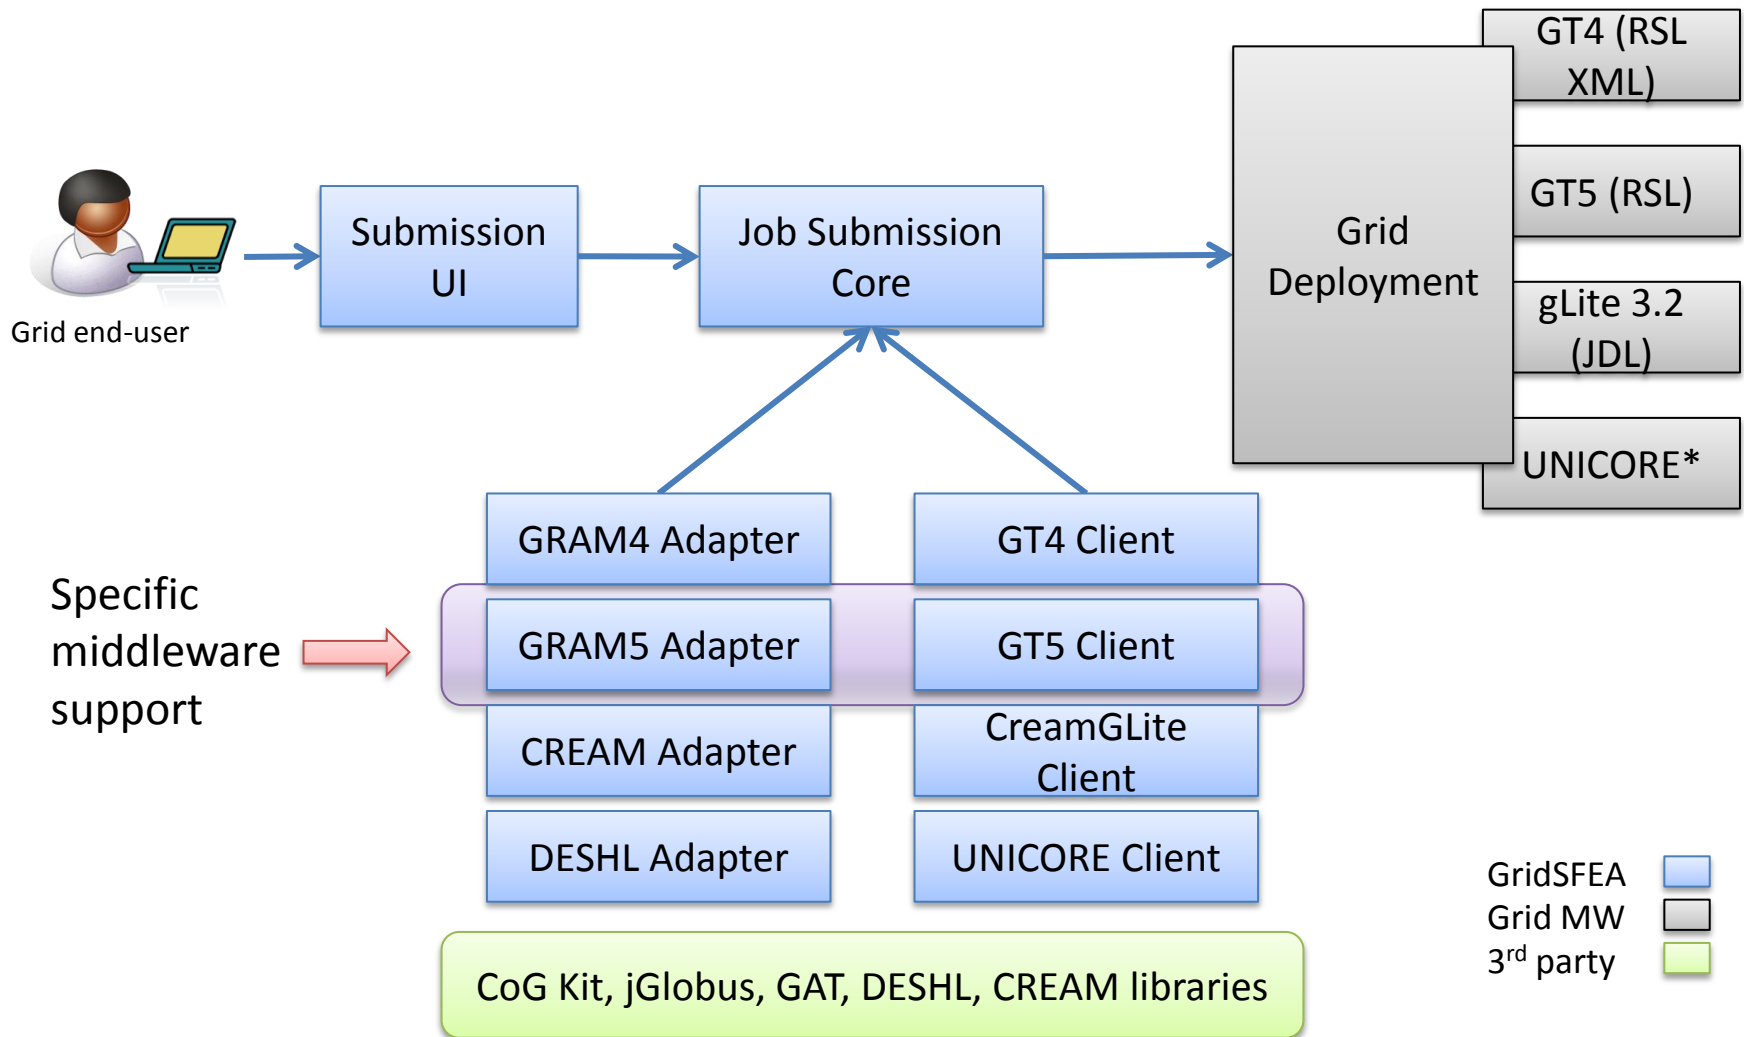 GT4 (RSL
XML)
GT5 (RSL)
Submission
UI
Job Submission
Core
Grid
Deployment
gLite 3.2
(JDL)
Grid end-user
UNICORE*
GRAM4 Adapter
GT4 Client
Specific
middleware
support
GRAM5 Adapter
GT5 Client
CREAM Adapter
CreamGLite
Client
DESHL Adapter
UNICORE Client
GridSFEA
Grid MW
3rd party
CoG Kit, jGlobus, GAT, DESHL, CREAM libraries